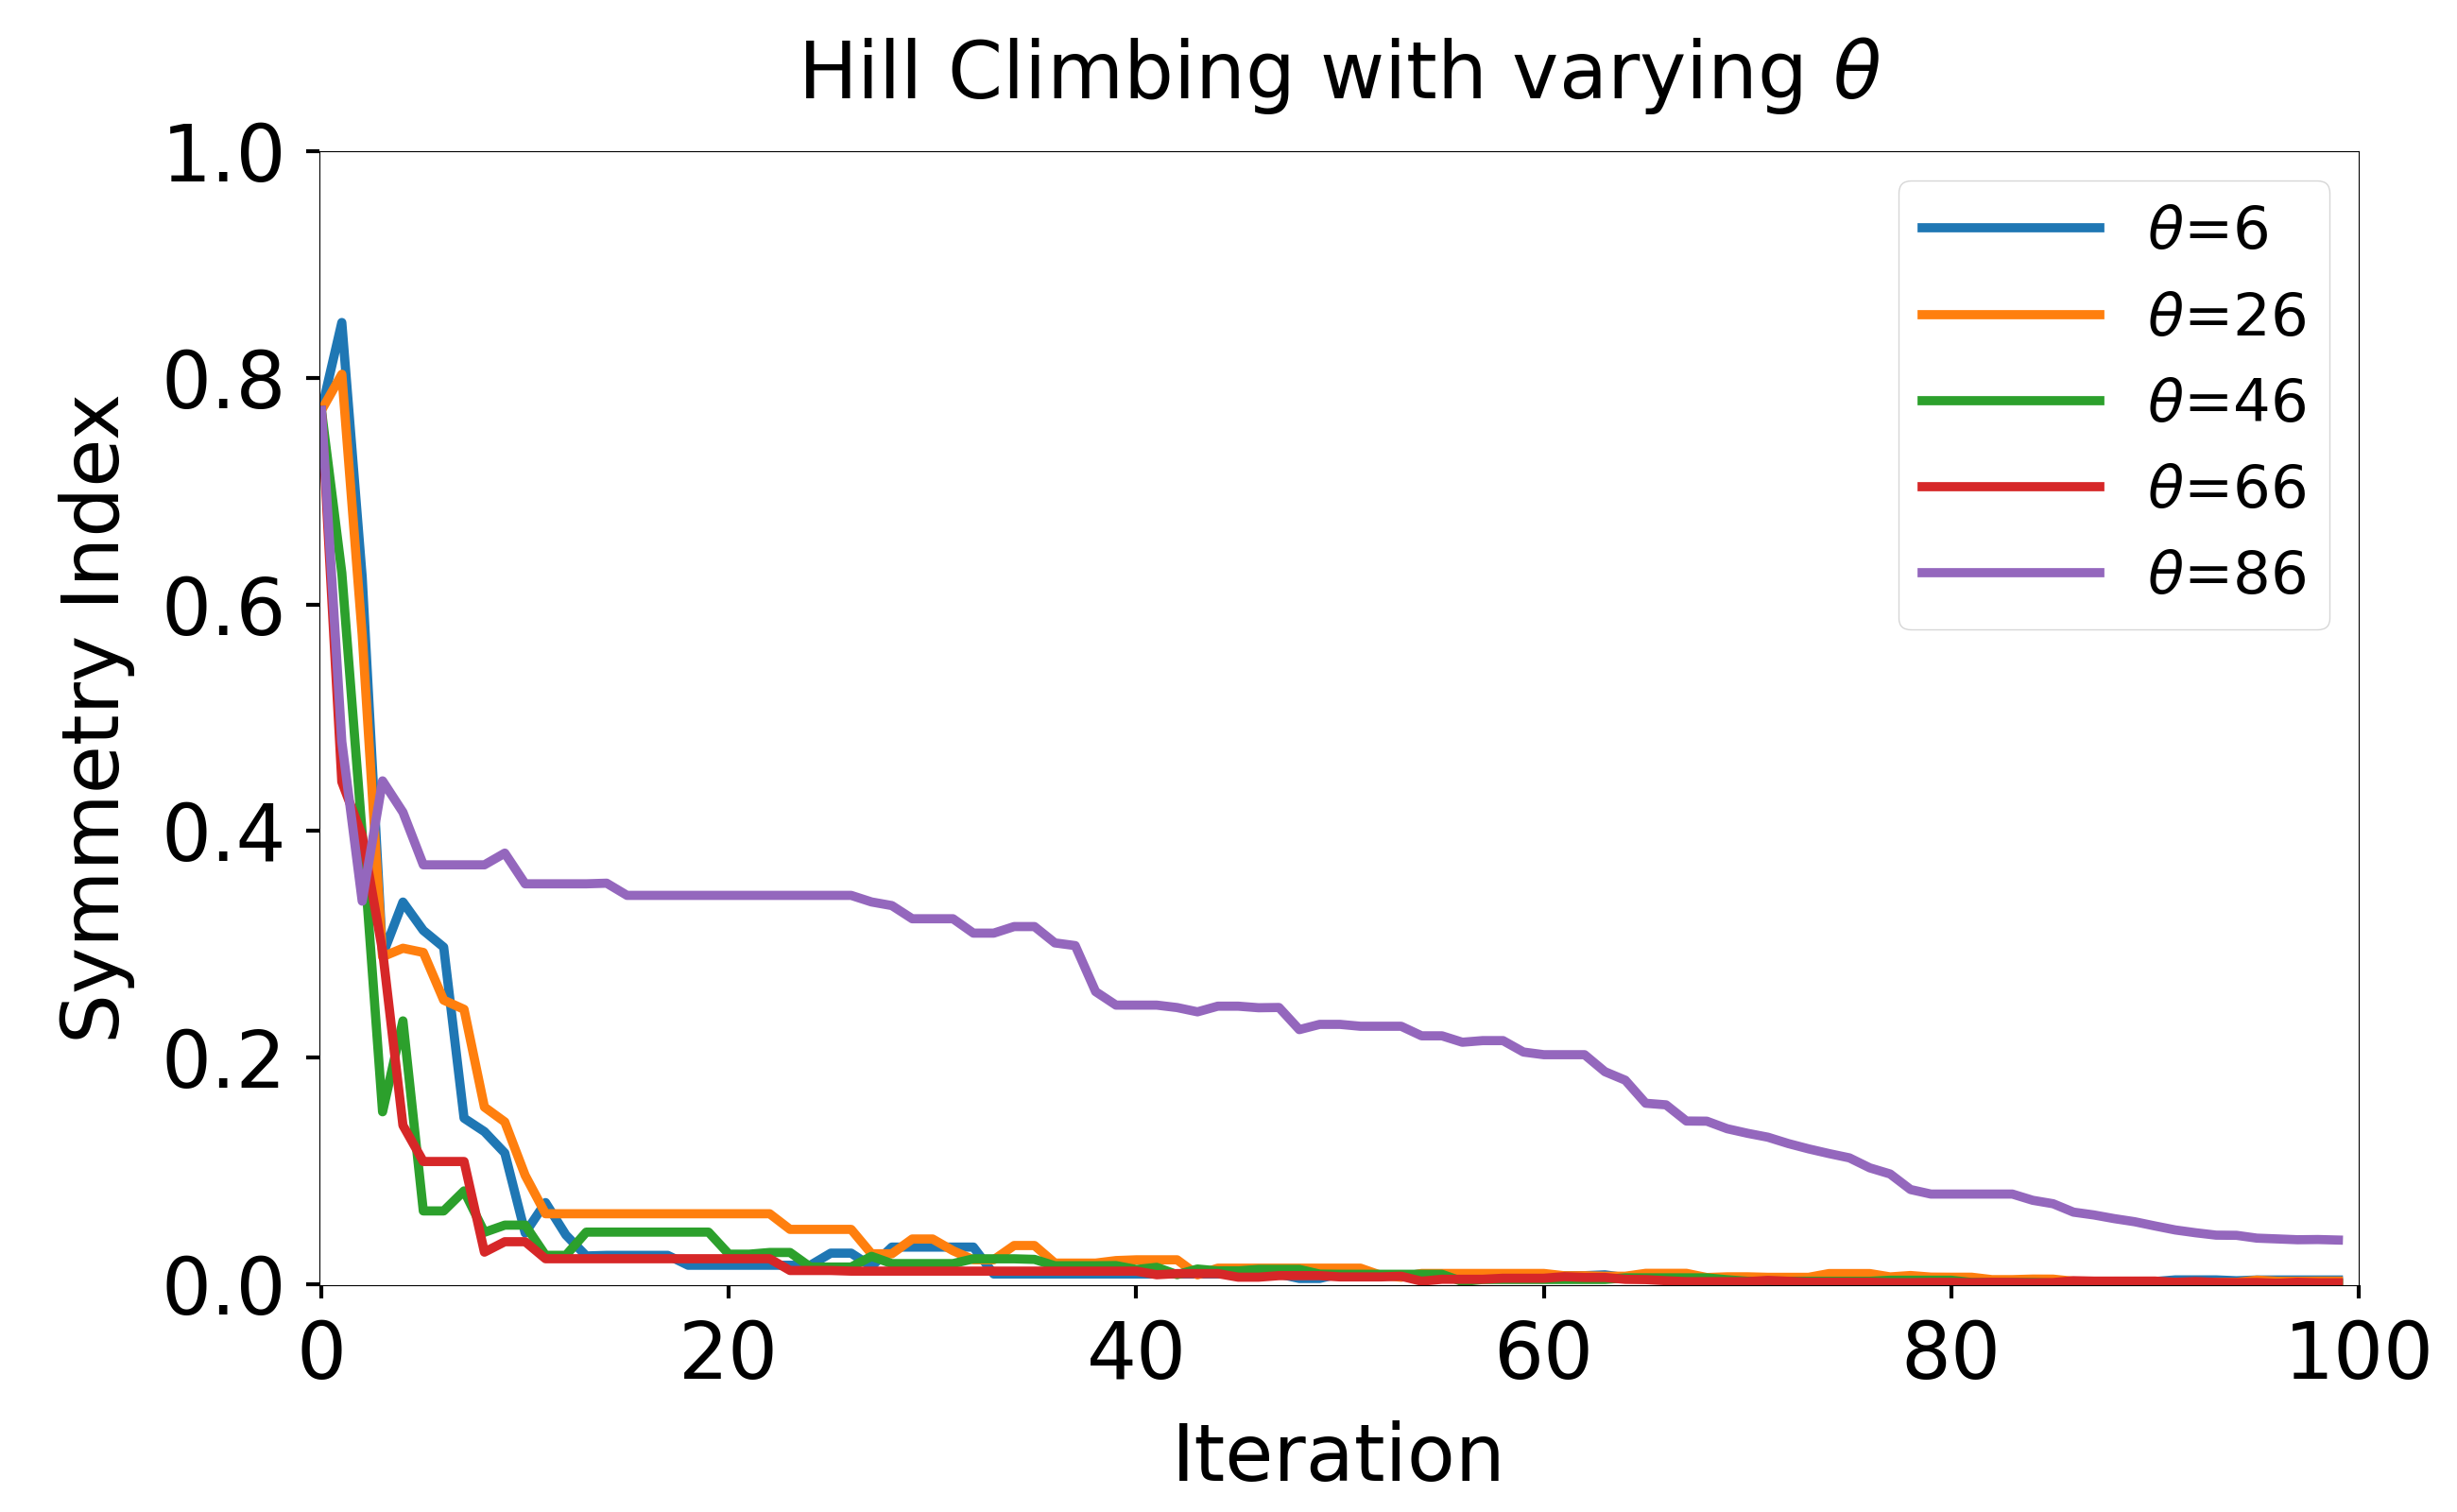 Hill Climbing with varying θ
1.0
0.8
0.6
0.4
0.2
0.0
Symmetry Index
θ=6
θ=26
θ=46
θ=66
θ=86
0 20 40 60 80 100
Iteration